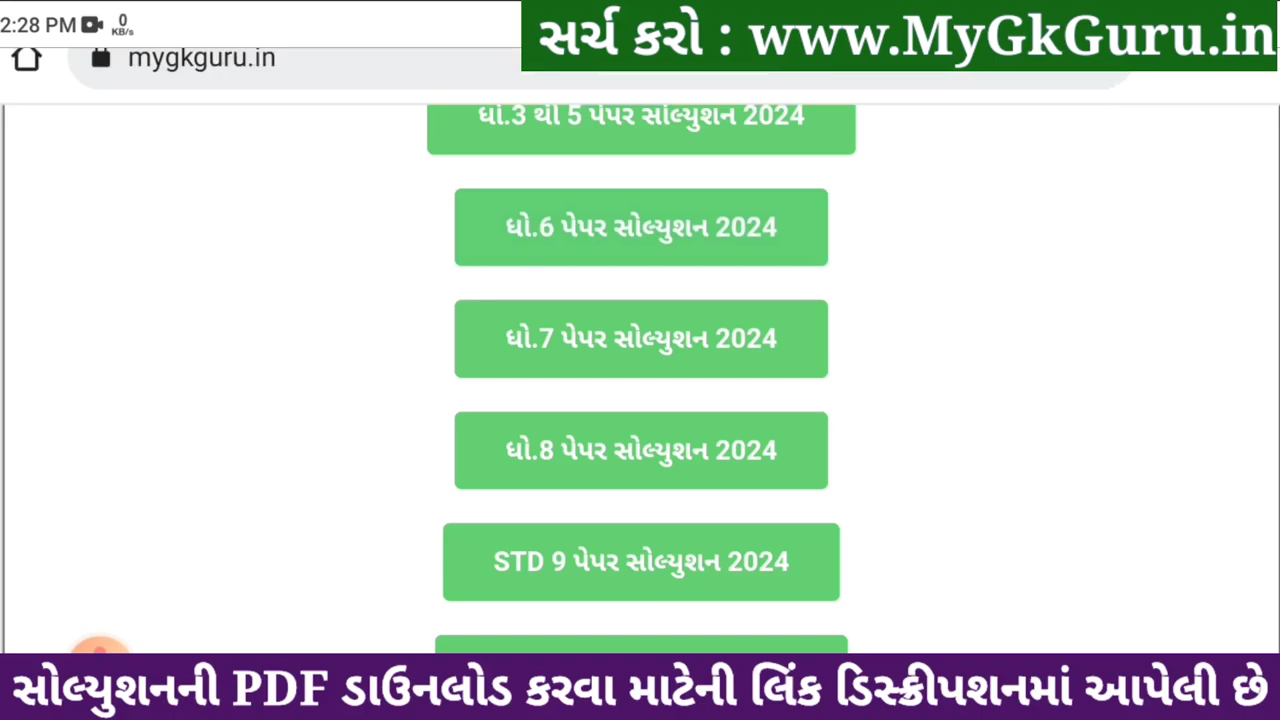 2:28 PM 0 KB/s
સર્ચ કરો : www.MyGkGuru.in
mygkguru.in
ધો.3 થી 5 પેપર સોલ્યુશન 2024
ધો.6 પેપર સોલ્યુશન 2024
ધો.7 પેપર સોલ્યુશન 2024
ધો.8 પેપર સોલ્યુશન 2024
STD 9 પેપર સોલ્યુશન 2024
સોલ્યુશનની PDF ડાઉનલોડ કરવા માટેની લિંક ડિસ્ક્રીપશનમાં આપેલી છે